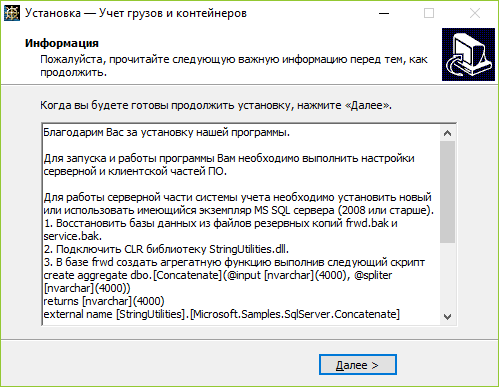 Установка — Учет грузов и контейнеров
Информация
Пожалуйста, прочитайте следующую важную информацию перед тем, как
продолжить.
Когда вы будете готовы продолжить установку, нажмите «Далее».
Благодарим Вас за установку нашей программы.
Для запуска и работы программы Вам необходимо выполнить настройки
серверной и клиентской частей ПО.
Для работы серверной части системы учета необходимо установить новый
или использовать имеющийся экземпляр MS SQL сервера (2008 или старше).
1. Восстановить базы данных из файлов резервных копий frwd.bak и
service.bak.
2. Подключить CLR библиотеку StringUtilities.dll.
3. В базе frwd создать агрегатную функцию выполнив следующий скрипт
create aggregate dbo.[Concatenate](@input [nvarchar](4000), @spliter
[nvarchar](4000))
returns [nvarchar](4000)
external name [StringUtilities].[Microsoft.Samples.SqlServer.Concatenate]
Далее >